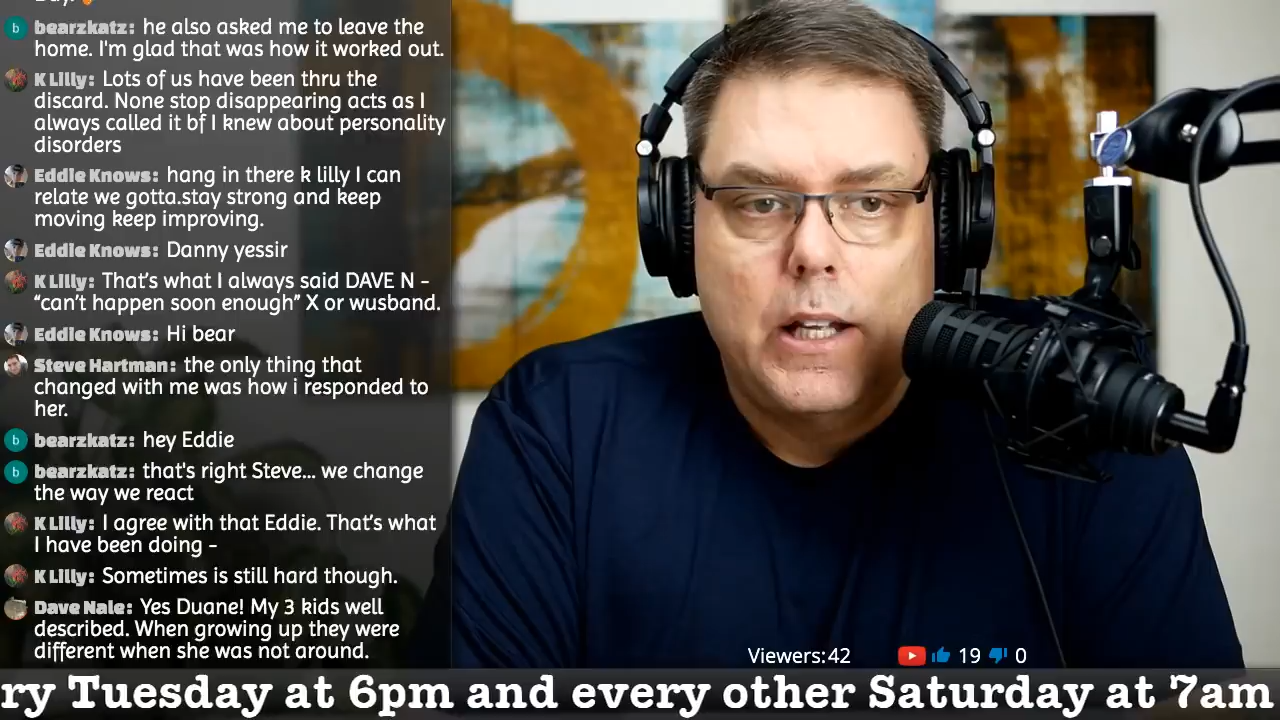 bearzkatz: he also asked me to leave the
home. I'm glad that was how it worked out.
K Lilly: Lots of us have been thru the
discard. None stop disappearing acts as I
always called it bf I knew about personality
disorders
Eddie Knows: hang in there k lilly I can
relate we gotta.stay strong and keep
moving keep improving.
Eddie Knows: Danny yessir
K Lilly: That's what I always said DAVE N -
“can't happen soon enough” X or wusband.
Eddie Knows: Hi bear
Steve Hartman: the only thing that
changed with me was how i responded to
her.
b bearzkatz: hey Eddie
b bearzkatz: that's right Steve... we change
the way we react
K Lilly: I agree with that Eddie. That's what
I have been doing -
K Lilly: Sometimes is still hard though.
Dave Nale: Yes Duane! My 3 kids well
described. When growing up they were
different when she was not around.
Viewers:42 19 0
ry Tuesday at 6pm and every other Saturday at 7am